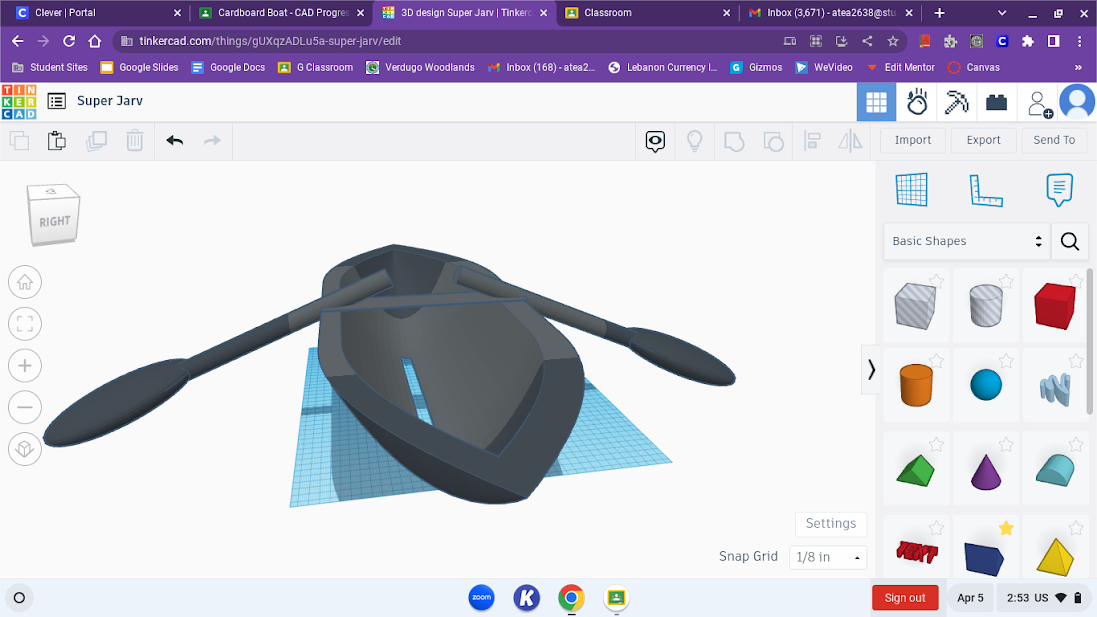 Clever | Portal
Cardboard Boat - CAD Progres
3D design Super Jarv | Tinkerc
Classroom
Inbox (3,671) - atea2638@stu
tinkercad.com/things/gUXqzADLu5a-super-jarv/edit
Student Sites
Google Slides
Google Docs
G Classroom
Verdugo Woodlands
Inbox (168) - atea2...
Lebanon Currency I...
Gizmos
WeVideo
Edit Mentor
Canvas
»
TIN
KER
CAD
Super Jarv
Import
Export
Send To
RIGHT
Basic Shapes
TEXT
Settings
Snap Grid
1/8 in
zoom
K
Sign out
Apr 5
2:53 US